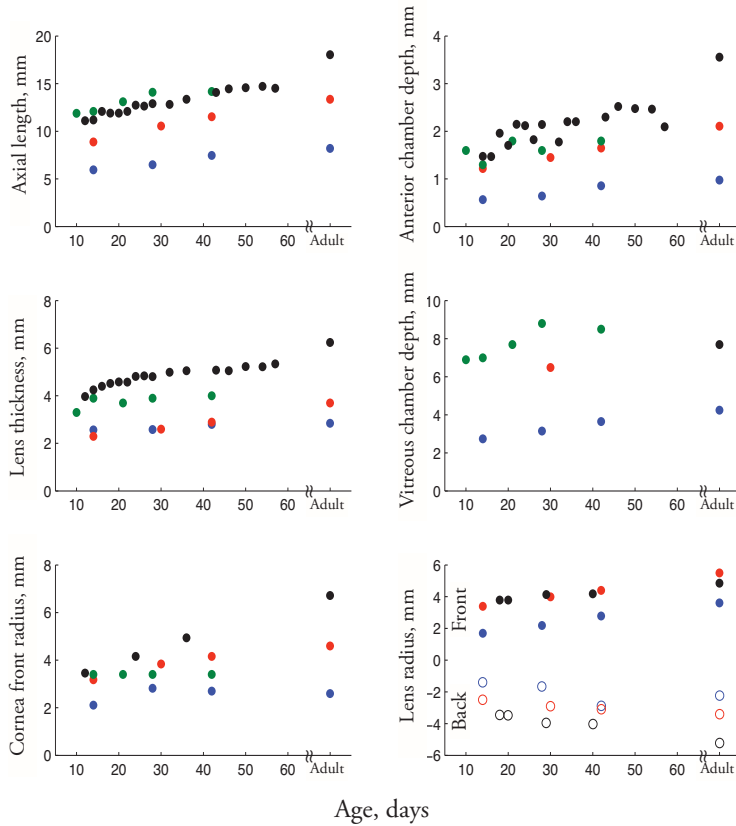 Axial length, mm
20
15
10
5
0
10 20 30 40 50 60 Adult
Anterior chamber depth, mm
4
3
2
1
0
10 20 30 40 50 60 Adult
Lens thickness, mm
8
6
4
2
0
10 20 30 40 50 60 Adult
Vitreous chamber depth, mm
10
8
6
4
2
0
10 20 30 40 50 60 Adult
Cornea front radius, mm
8
6
4
2
0
10 20 30 40 50 60 Adult
Lens radius, mm
Front
Back
6
4
2
0
−2
−4
−6
10 20 30 40 50 60 Adult
Age, days